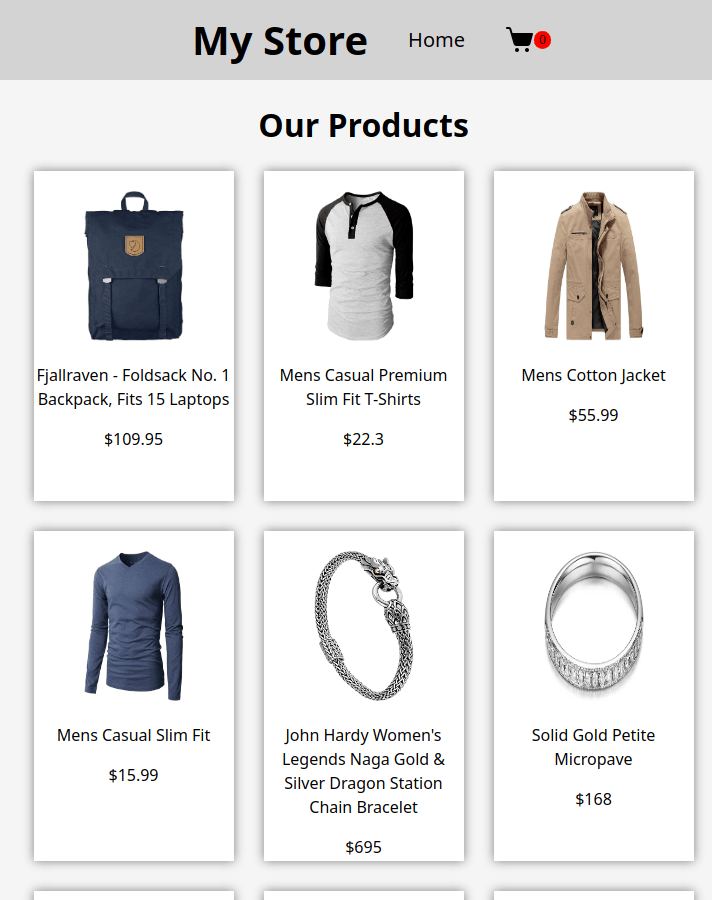 My Store
Home
0
Our Products
Fjallraven - Foldsack No. 1
Backpack, Fits 15 Laptops
$109.95
Mens Casual Premium
Slim Fit T-Shirts
$22.3
Mens Cotton Jacket
$55.99
Mens Casual Slim Fit
$15.99
John Hardy Women's
Legends Naga Gold &
Silver Dragon Station
Chain Bracelet
$695
Solid Gold Petite
Micropave
$168